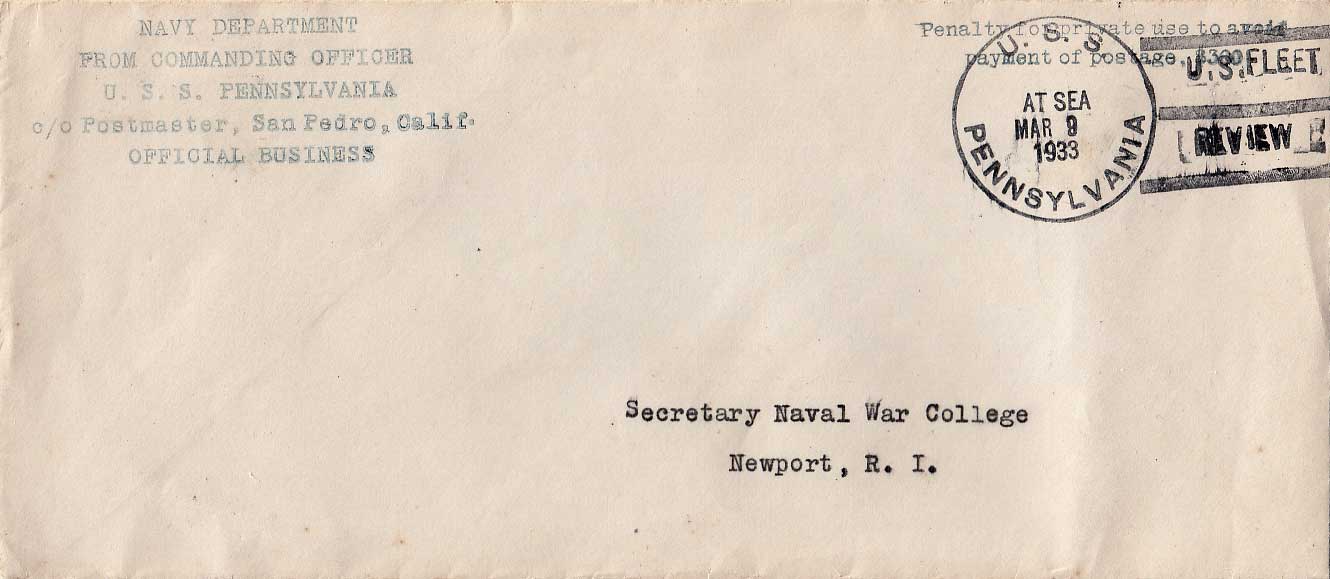 NAVY DEPARTMENT
FROM COMMANDING OFFICER
U. S. S. PENNSYLVANIA
c/o Postmaster, San Pedro, Calif.
OFFICIAL BUSINESS
Penalty for private use to avoid
payment of postage, $300
U. S. S.
AT SEA
MAR 9
1933
PENNSYLVANIA
U.S.FLEET
REVIEW
Secretary Naval War College
Newport, R. I.